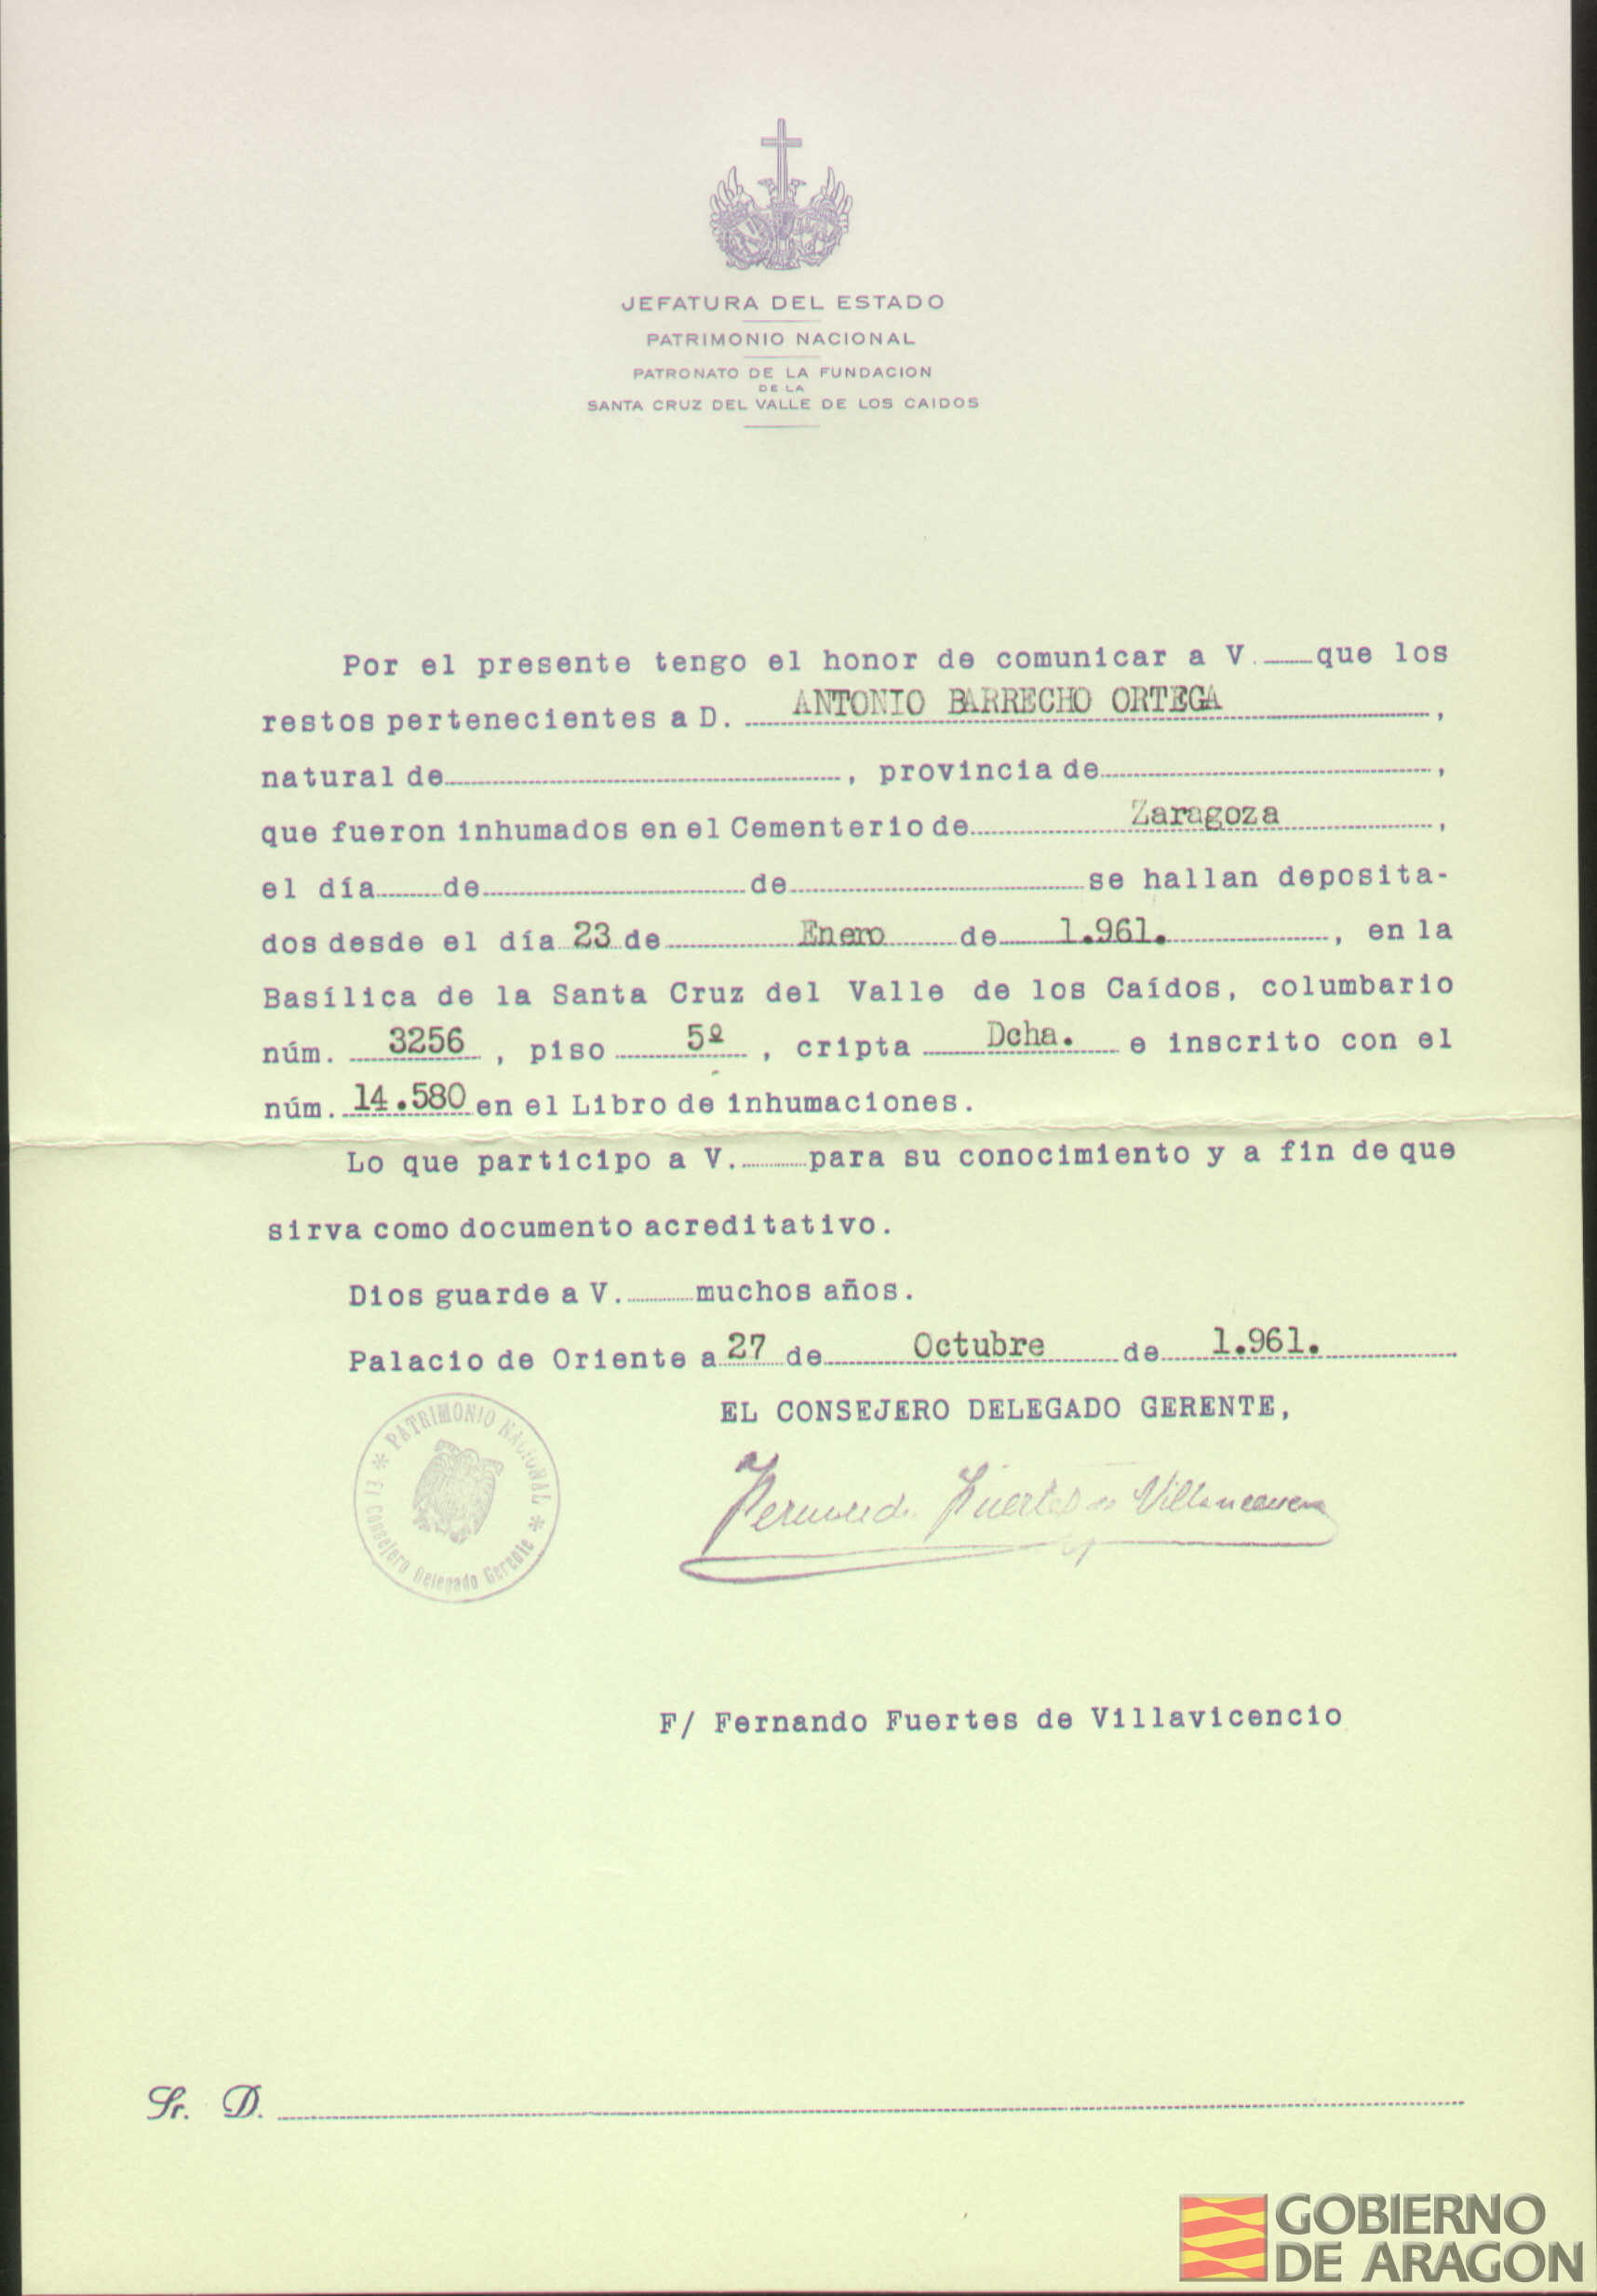 JEFATURA DEL ESTADO
PATRIMONIO NACIONAL
PATRONATO DE LA FUNDACION
DE LA
SANTA CRUZ DEL VALLE DE LOS CAIDOS
Por el presente tengo el honor de comunicar a V. que los
restos pertenecientes a D. ANTONIO BARRECHO ORTEGA,
natural de, provincia de,
que fueron inhumados en el Cementerio de Zaragoza,
el día de de se hallan deposita-
dos desde el día 23 de Enero de 1.961., en la
Basílica de la Santa Cruz del Valle de los Caídos, columbario
núm. 3256, piso 5º, cripta Dcha. e inscrito con el
núm. 14.580 en el Libro de inhumaciones.
Lo que participo a V. para su conocimiento y a fin de que
sirva como documento acreditativo.
Dios guarde a V. muchos años.
Palacio de Oriente a 27 de Octubre de 1.961.
EL CONSEJERO DELEGADO GERENTE,
* PATRIMONIO NACIONAL *
El Consejero Delegado Gerente
Fernando Fuertes de Villavicencio
F/ Fernando Fuertes de Villavicencio
Sr. D.
GOBIERNO
DE ARAGON